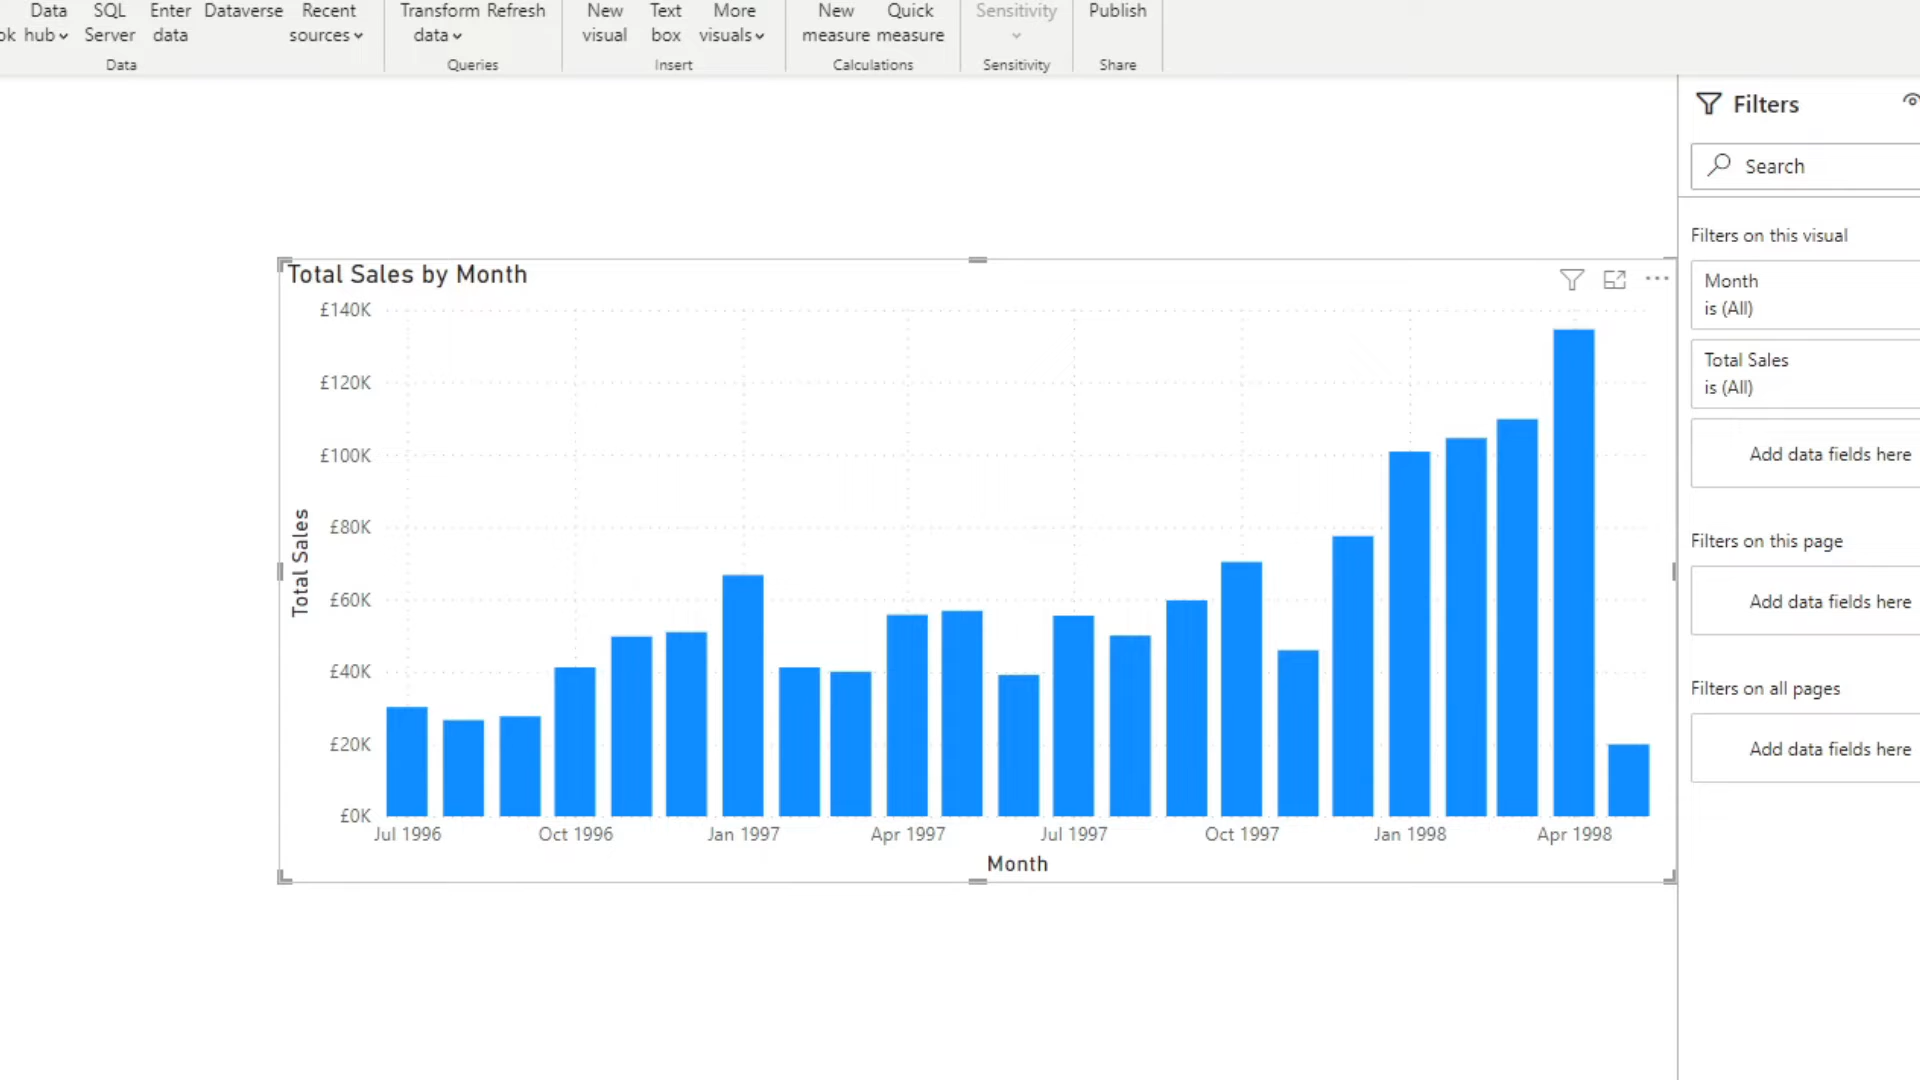 Data SQL Enter Dataverse Recent Transform Refresh New Text More New Quick Sensitivity Publish
ok hub Server data sources data visual box visuals measure measure
Data Queries Insert Calculations Sensitivity Share
Filters
Search
Filters on this visual
Month
is (All)
Total Sales
is (All)
Add data fields here
Filters on this page
Add data fields here
Filters on all pages
Add data fields here
Total Sales by Month
£140K
£120K
£100K
£80K
£60K
£40K
£20K
£0K
Total Sales
Jul 1996 Oct 1996 Jan 1997 Apr 1997 Jul 1997 Oct 1997 Jan 1998 Apr 1998
Month